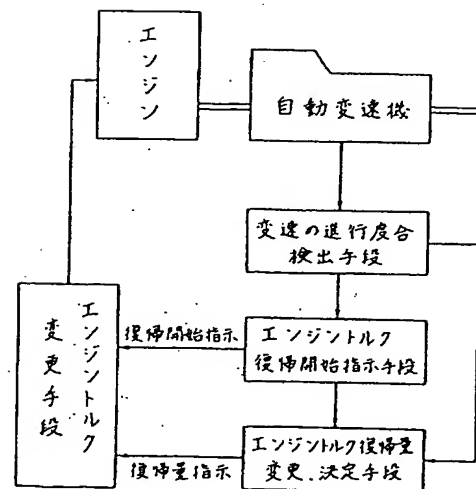 エンジン
自動変速機
変速の進行度合
検出手段
エンジントルク
変更手段
復帰開始指示
エンジントルク
復帰開始指示手段
復帰量指示
エンジントルク復帰量
変更、決定手段